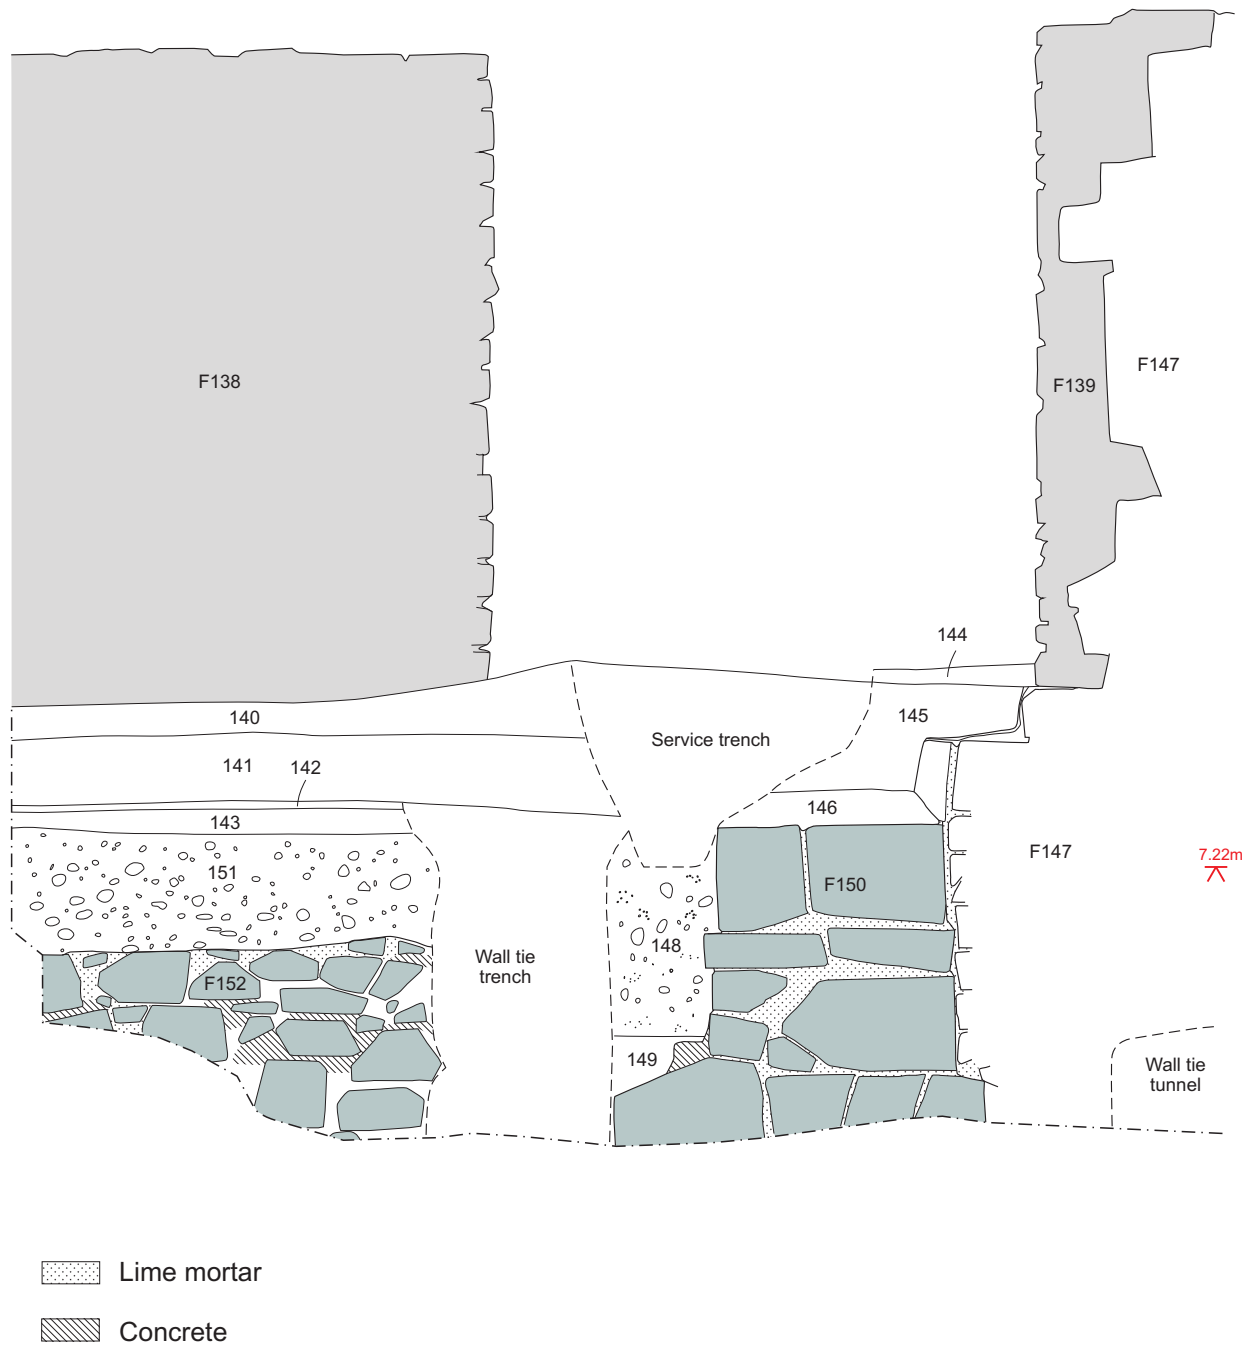 F138
F139
F147
144
140
145
Service trench
141
142
146
143
F147
7.22m
151
F150
148
Wall tie
trench
F152
149
Wall tie
tunnel
Lime mortar
Concrete